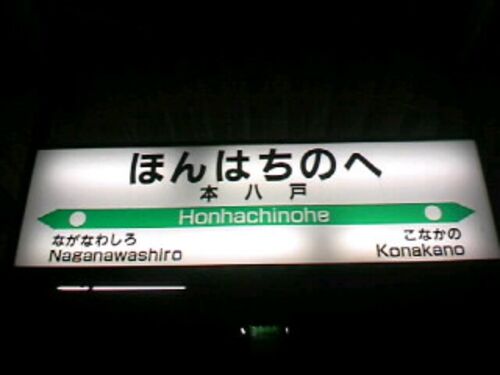 ほんはちのへ
本八戸
Honhachinohe
ながなわしろ
Naganawashiro
こなかの
Konakano